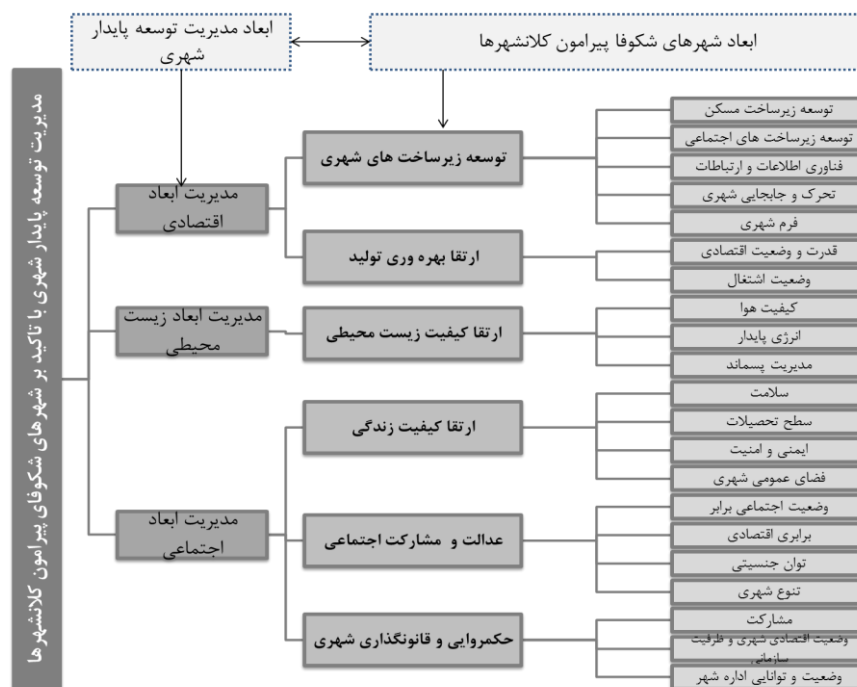 ابعاد مدیریت توسعه پایدار
شهری
ابعاد شهرهای شکوفا پیرامون کلانشهرها
مدیریت توسعه پایدار شهری با تاکید بر شهرهای شکوفای پیرامون کلانشهرها
مدیریت ابعاد
اقتصادی
توسعه زیرساخت های شهری
توسعه زیرساخت مسکن
توسعه زیرساخت های اجتماعی
فناوری اطلاعات و ارتباطات
تحرک و جابجایی شهری
فرم شهری
ارتقا بهره وری تولید
قدرت و وضعیت اقتصادی
وضعیت اشتغال
مدیریت ابعاد زیست
محیطی
ارتقا کیفیت زیست محیطی
کیفیت هوا
انرژی پایدار
مدیریت پسماند
مدیریت ابعاد
اجتماعی
ارتقا کیفیت زندگی
سلامت
سطح تحصیلات
ایمنی و امنیت
فضای عمومی شهری
عدالت و مشارکت اجتماعی
وضعیت اجتماعی برابر
برابری اقتصادی
توان جنسیتی
تنوع شهری
حکمروایی و قانونگذاری شهری
مشارکت
وضعیت اقتصادی شهری و ظرفیت
سازمانی
وضعیت و توانایی اداره شهر